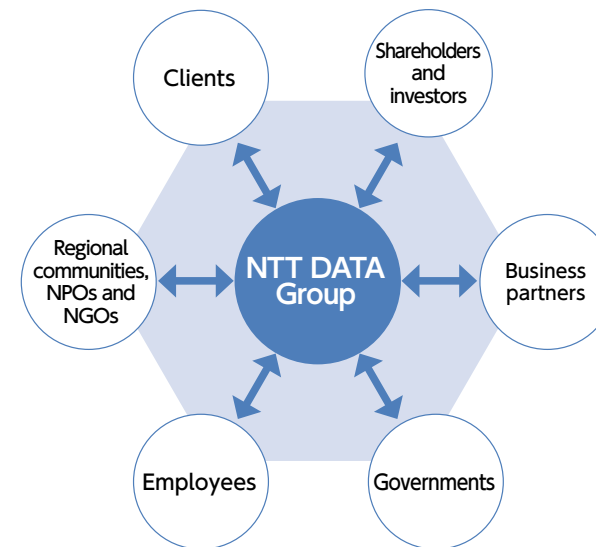 Clients
Shareholders
and
investors
Regional
communities,
NPOs and
NGOs
NTT DATA
Group
Business
partners
Employees
Governments